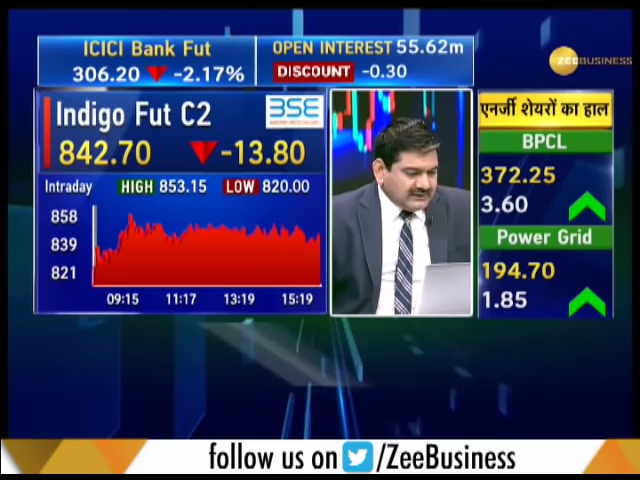 ICICI Bank Fut
306.20 -2.17%
OPEN INTEREST 55.62m
DISCOUNT -0.30
ZEEBUSINESS
Indigo Fut C2
BSE
842.70 -13.80
Intraday HIGH 853.15 LOW 820.00
858
839
821
09:15 11:17 13:19 15:19
एनर्जी शेयरों का हाल
BPCL
372.25
3.60
Power Grid
194.70
1.85
follow us on /ZeeBusiness